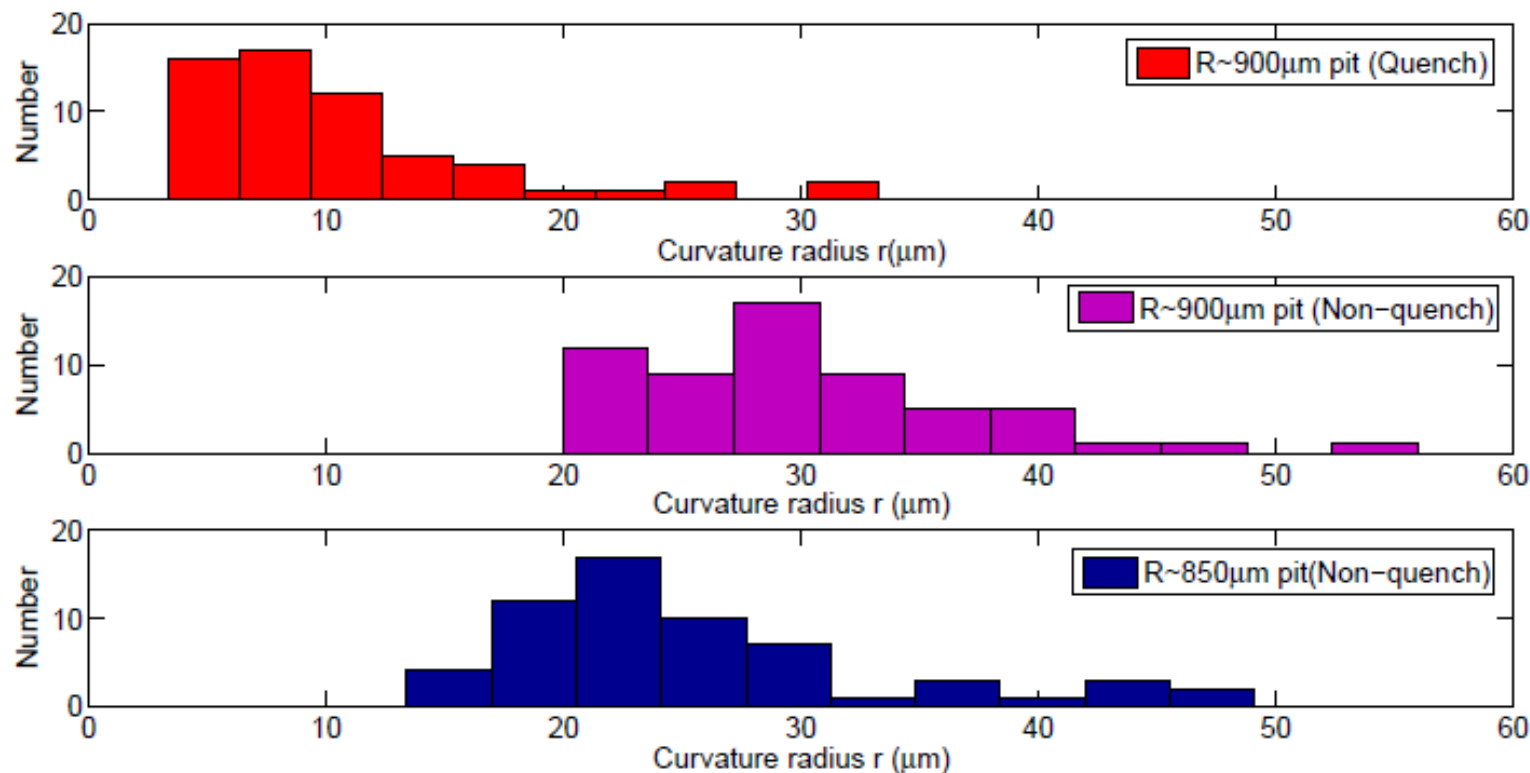 20
10
0
Number
R~900μm pit (Quench)
0 10 20 30 40 50 60
Curvature radius r(μm)
20
10
0
Number
R~900μm pit (Non−quench)
0 10 20 30 40 50 60
Curvature radius r (μm)
20
10
0
Number
R~850μm pit(Non−quench)
0 10 20 30 40 50 60
Curvature radius r (μm)